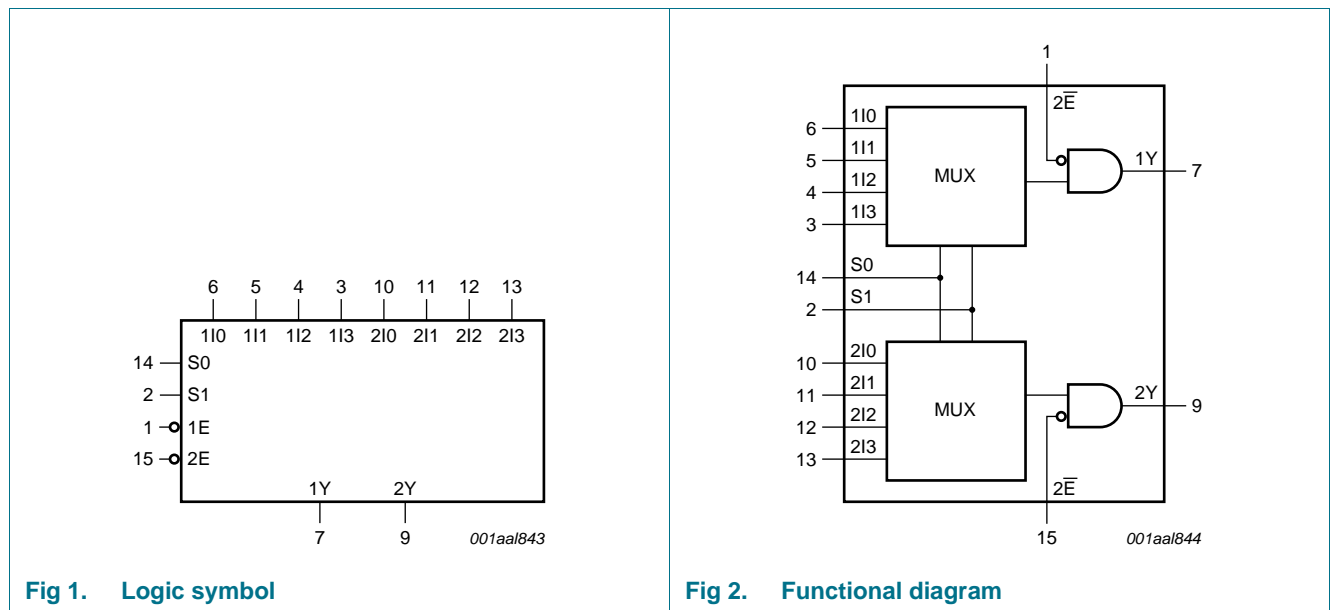 6 5 4 3 10 11 12 13
1I0 1I1 1I2 1I3 2I0 2I1 2I2 2I3
14 S0
2 S1
1 1E
15 2E
1Y 2Y
7 9 001aal843
Fig 1. Logic symbol
1
2E̅
6 1I0
5 1I1
4 1I2
3 1I3
MUX
1Y 7
14 S0
2 S1
10 2I0
11 2I1
12 2I2
13 2I3
MUX
2Y 9
2E̅
15 001aal844
Fig 2. Functional diagram